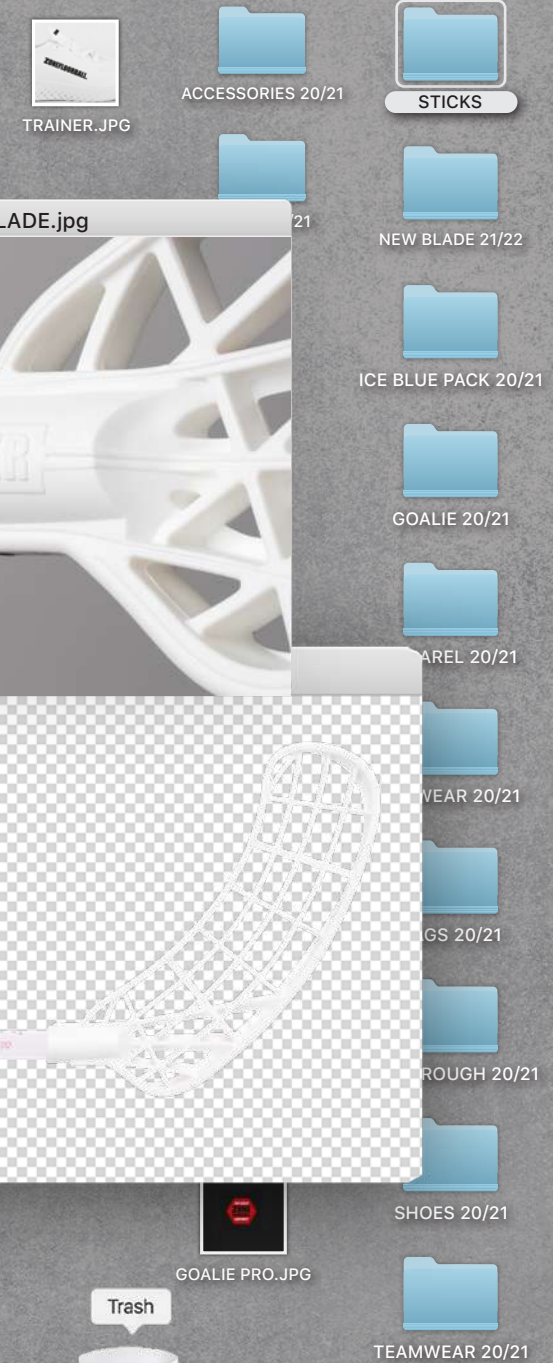 ZONEFLOORBALL.
TRAINER.JPG
ACCESSORIES 20/21
STICKS
/21
LADE.jpg
NEW BLADE 21/22
ICE BLUE PACK 20/21
R
GOALIE 20/21
AREL 20/21
WEAR 20/21
GS 20/21
ROUGH 20/21
SHOES 20/21
GOALIE PRO.JPG
Trash
TEAMWEAR 20/21